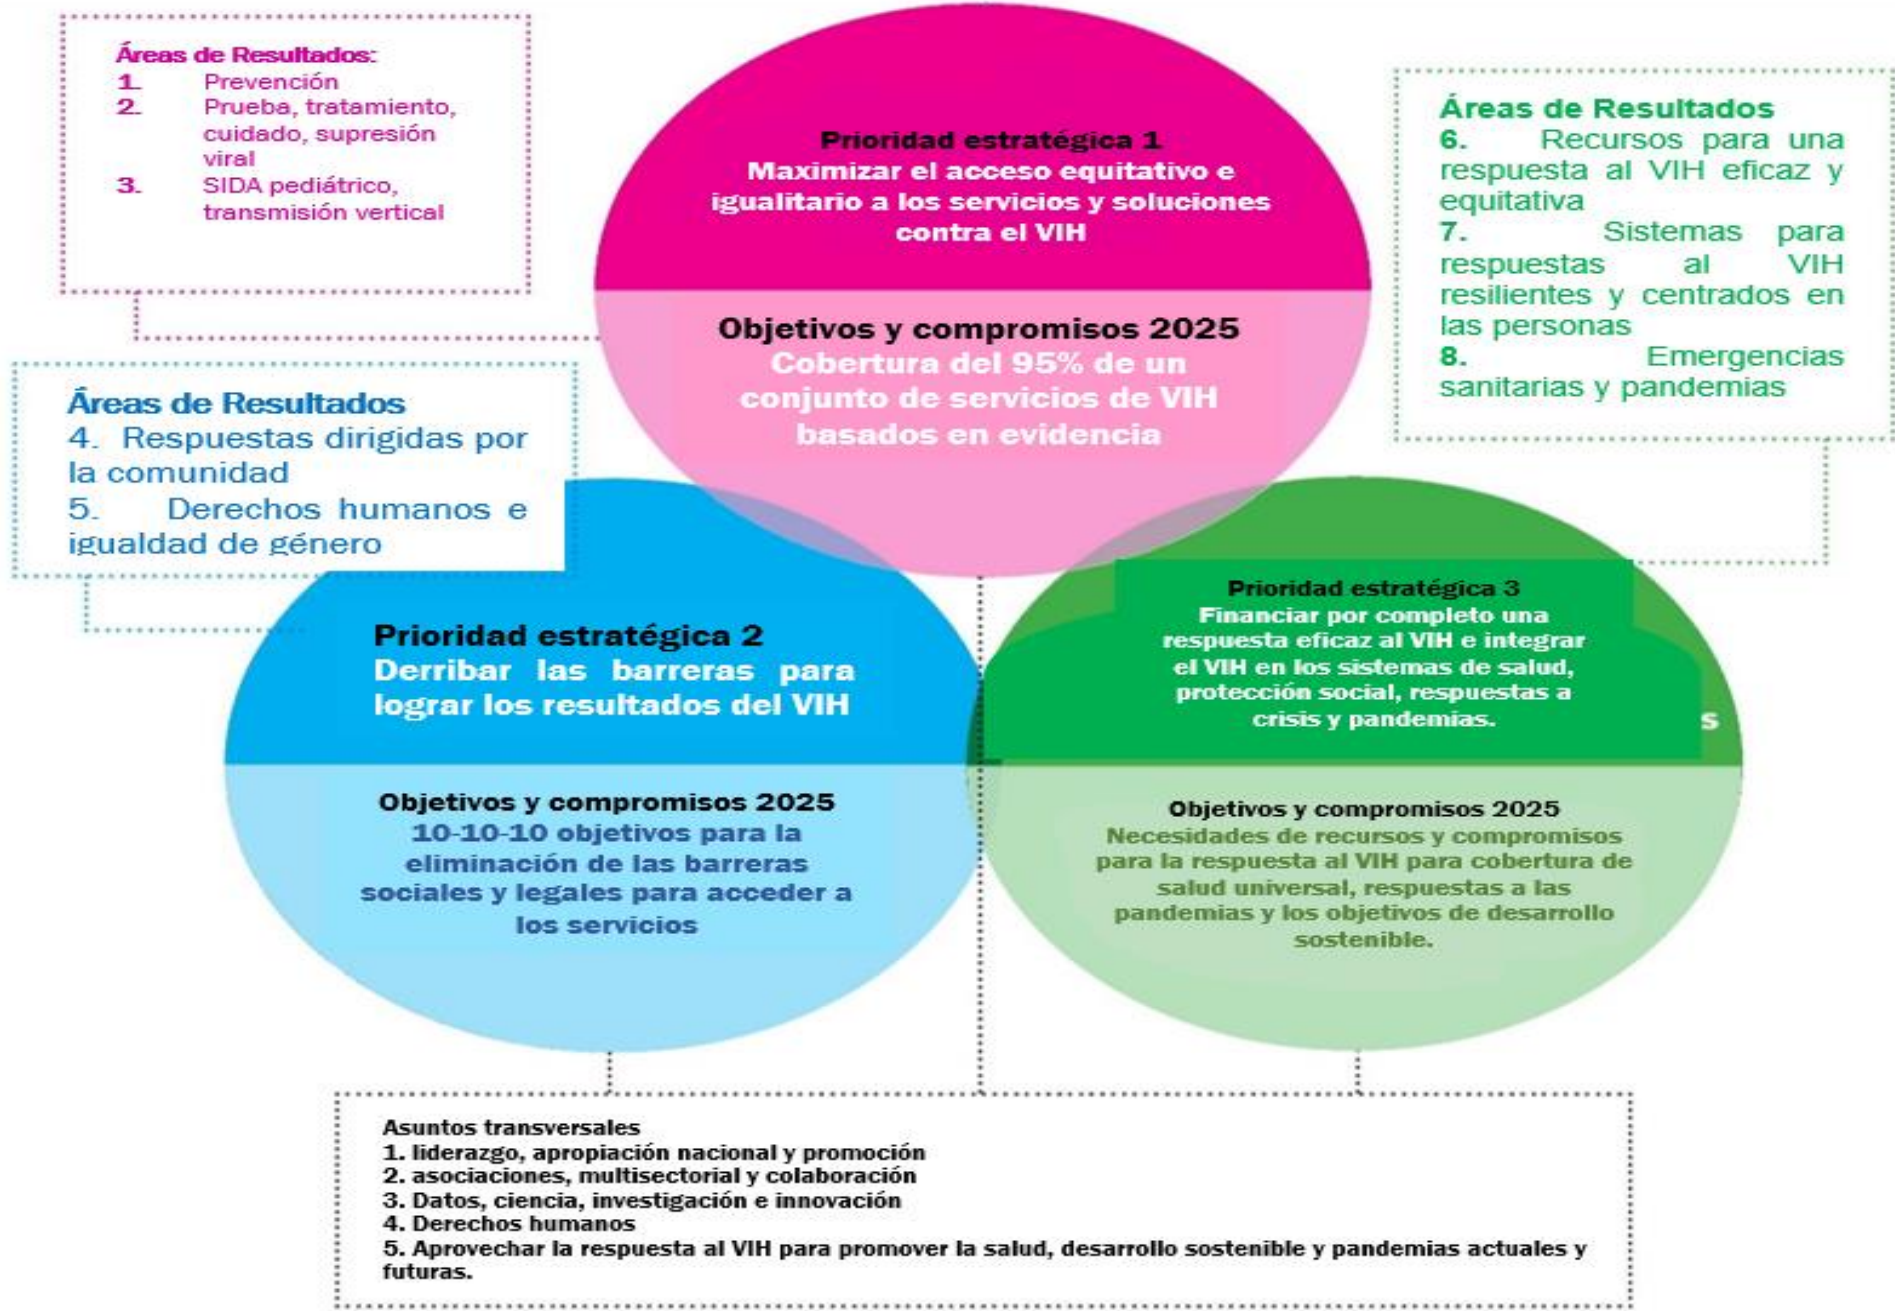 Áreas de Resultados:
1. Prevención
2. Prueba, tratamiento,
cuidado, supresión
viral
3. SIDA pediátrico,
transmisión vertical
Prioridad estratégica 1
Maximizar el acceso equitativo e
igualitario a los servicios y soluciones
contra el VIH
Objetivos y compromisos 2025
Cobertura del 95% de un
conjunto de servicios de VIH
basados en evidencia
Áreas de Resultados
6. Recursos para una
respuesta al VIH eficaz y
equitativa
7. Sistemas para
respuestas al VIH
resilientes y centrados en
las personas
8. Emergencias
sanitarias y pandemias
Áreas de Resultados
4. Respuestas dirigidas por
la comunidad
5. Derechos humanos e
igualdad de género
Prioridad estratégica 2
Derribar las barreras para
lograr los resultados del VIH
Objetivos y compromisos 2025
10-10-10 objetivos para la
eliminación de las barreras
sociales y legales para acceder a
los servicios
Prioridad estratégica 3
Financiar por completo una
respuesta eficaz al VIH e integrar
el VIH en los sistemas de salud,
protección social, respuestas a
crisis y pandemias.
s
Objetivos y compromisos 2025
Necesidades de recursos y compromisos
para la respuesta al VIH para cobertura de
salud universal, respuestas a las
pandemias y los objetivos de desarrollo
sostenible.
Asuntos transversales
1. liderazgo, apropiación nacional y promoción
2. asociaciones, multisectorial y colaboración
3. Datos, ciencia, investigación e innovación
4. Derechos humanos
5. Aprovechar la respuesta al VIH para promover la salud, desarrollo sostenible y pandemias actuales y
futuras.